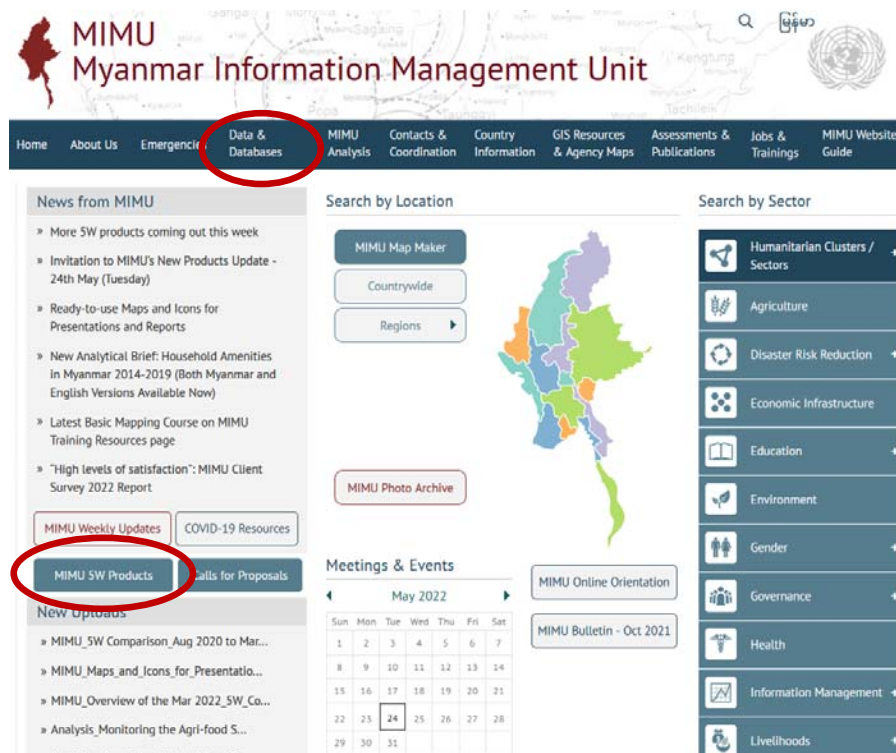 MIMU
Myanmar Information Management Unit
မြန်မာ
Home
About Us
Emergencies
Data &
Databases
MIMU
Analysis
Contacts &
Coordination
Country
Information
GIS Resources
& Agency Maps
Assessments &
Publications
Jobs &
Trainings
MIMU Website
Guide
News from MIMU
» More 5W products coming out this week
» Invitation to MIMU's New Products Update -
24th May (Tuesday)
» Ready-to-use Maps and Icons for
Presentations and Reports
» New Analytical Brief: Household Amenities
in Myanmar 2014-2019 (Both Myanmar and
English Versions Available Now)
» Latest Basic Mapping Course on MIMU
Training Resources page
» "High levels of satisfaction": MIMU Client
Survey 2022 Report
MIMU Weekly Updates
COVID-19 Resources
MIMU 5W Products
Calls for Proposals
New Uploads
» MIMU_5W Comparison_Aug 2020 to Mar...
» MIMU_Maps_and_Icons_for_Presentatio...
» MIMU_Overview of the Mar 2022_5W_Co...
» Analysis_Monitoring the Agri-food S...
Search by Location
MIMU Map Maker
Countrywide
Regions
MIMU Photo Archive
Meetings & Events
May 2022
Sun Mon Tue Wed Thu Fri Sat
1 2 3 4 5 6 7
8 9 10 11 12 13 14
15 16 17 18 19 20 21
22 23 24 25 26 27 28
29 30 31
MIMU Online Orientation
MIMU Bulletin - Oct 2021
Search by Sector
Humanitarian Clusters /
Sectors
+
Agriculture
Disaster Risk Reduction +
Economic Infrastructure
Education +
Environment
Gender +
Governance +
Health
Information Management +
Livelihoods +